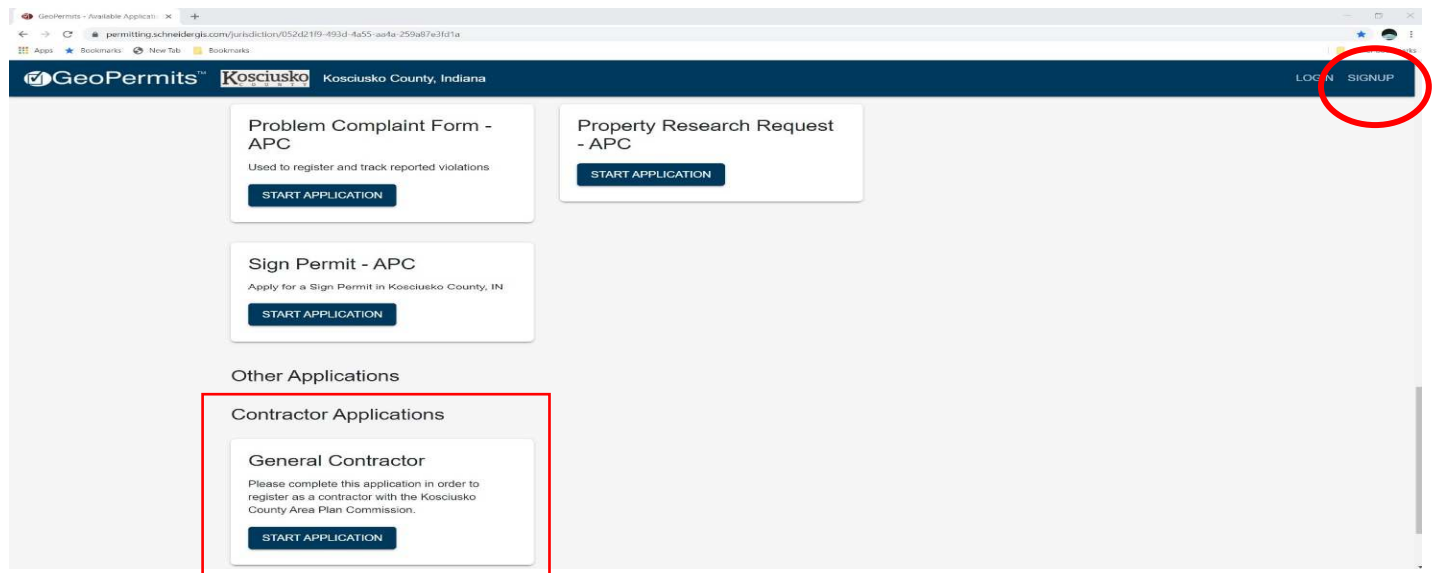 GeoPermits - Available Applicati
permitting.schneidergis.com/jurisdiction/052d21f9-493d-4a55-aa4a-259a87e3fd1a
Apps Bookmarks New Tab Bookmarks
GeoPermits™ Kosciusko COUNTY Kosciusko County, Indiana LOGIN SIGNUP
Problem Complaint Form -
APC
Used to register and track reported violations
START APPLICATION
Property Research Request
- APC
START APPLICATION
Sign Permit - APC
Apply for a Sign Permit in Kosciusko County, IN
START APPLICATION
Other Applications
Contractor Applications
General Contractor
Please complete this application in order to
register as a contractor with the Kosciusko
County Area Plan Commission.
START APPLICATION